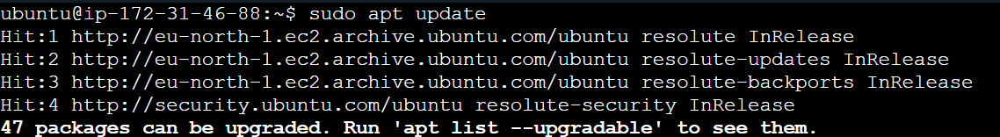 ubuntu@ip-172-31-46-88:~$ sudo apt update
Hit:1 http://eu-north-1.ec2.archive.ubuntu.com/ubuntu resolute InRelease
Hit:2 http://eu-north-1.ec2.archive.ubuntu.com/ubuntu resolute-updates InRelease
Hit:3 http://eu-north-1.ec2.archive.ubuntu.com/ubuntu resolute-backports InRelease
Hit:4 http://security.ubuntu.com/ubuntu resolute-security InRelease
47 packages can be upgraded. Run 'apt list --upgradable' to see them.